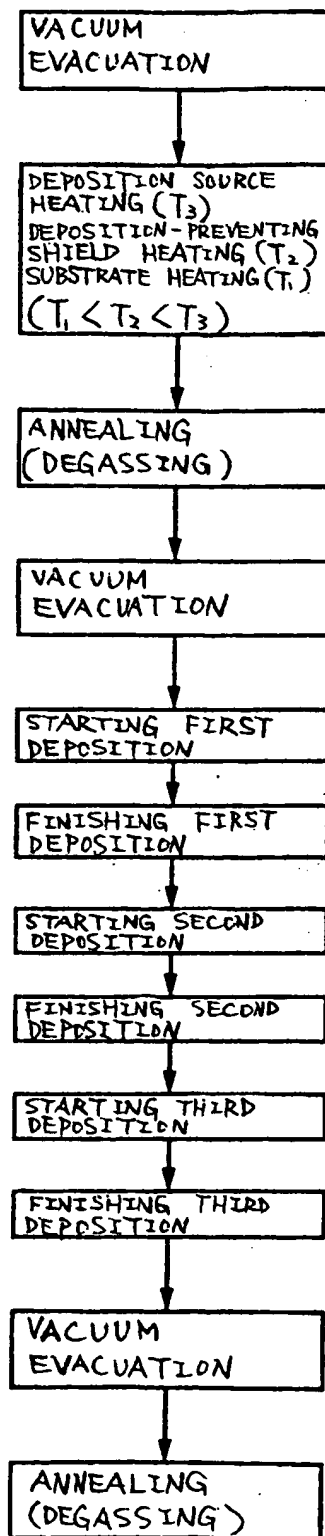 VACUUM
EVACUATION
DEPOSITION SOURCE
HEATING (T3)
DEPOSITION-PREVENTING
SHIELD HEATING (T2)
SUBSTRATE HEATING (T1)
(T1 < T2 < T3)
ANNEALING
(DEGASSING)
VACUUM
EVACUATION
STARTING FIRST
DEPOSITION
FINISHING FIRST
DEPOSITION
STARTING SECOND
DEPOSITION
FINISHING SECOND
DEPOSITION
STARTING THIRD
DEPOSITION
FINISHING THIRD
DEPOSITION
VACUUM
EVACUATION
ANNEALING
(DEGASSING)